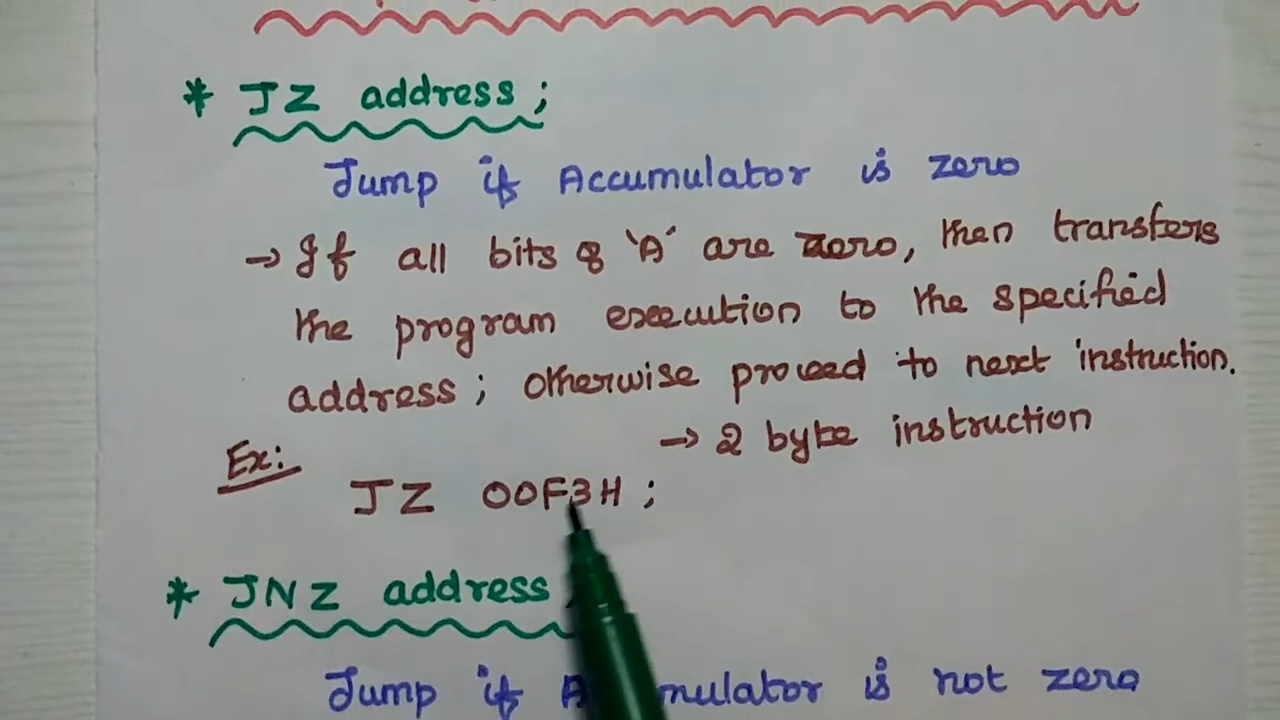 * JZ address;
Jump if Accumulator is zero
→ If all bits of 'A' are zero, then transfers
the program execution to the specified
address; otherwise proceed to next instruction.
→ 2 byte instruction
Ex:
JZ 00F3H;
* JNZ address;
Jump if A mulator is not zero